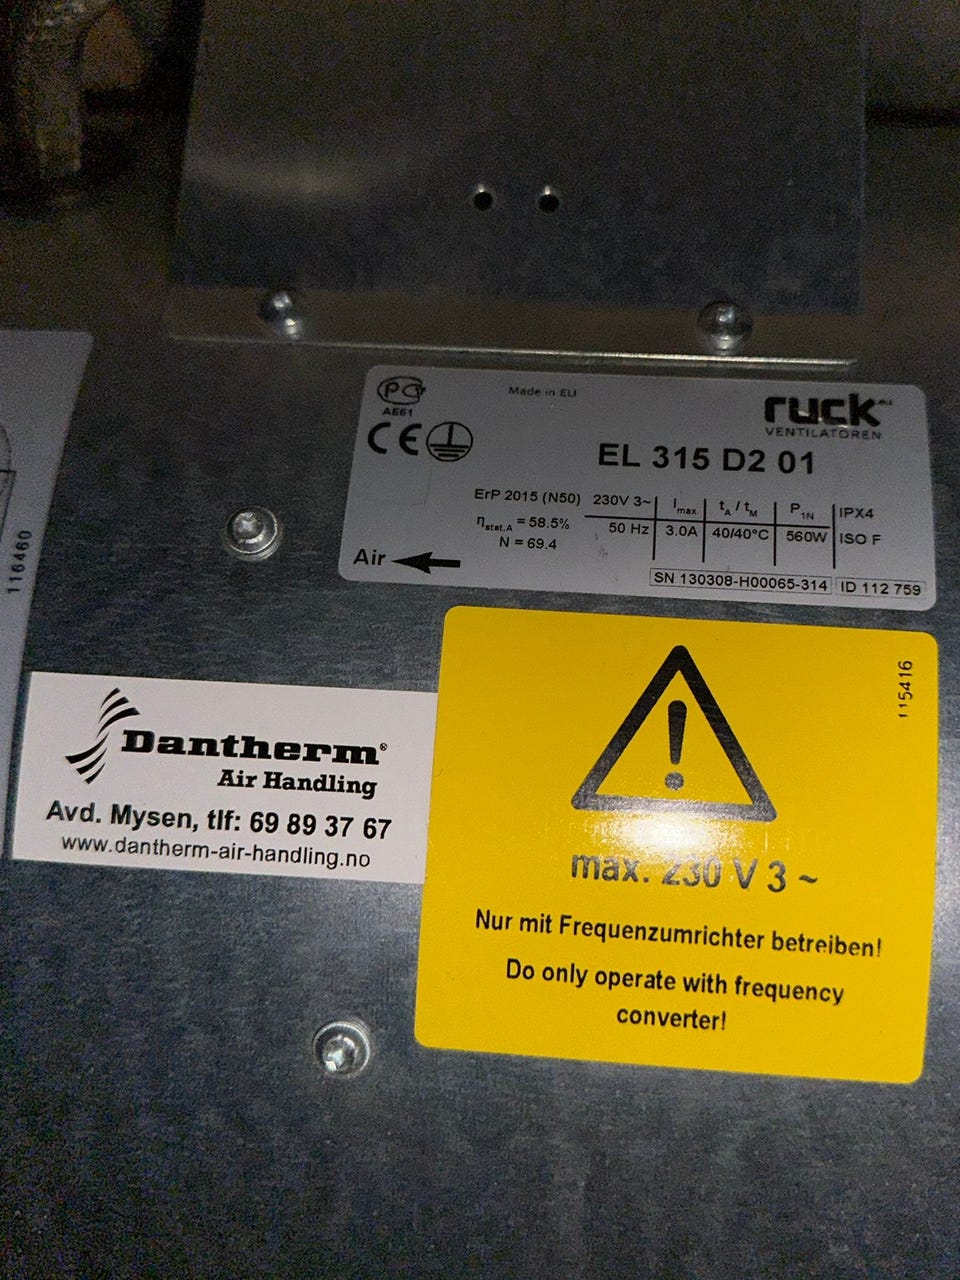 PG
AE61
CE
Made in EU
ruck.eu
VENTILATOREN
EL 315 D2 01
ErP 2015 (N50)
ηstat.A = 58.5%
N = 69.4
230V 3~
50 Hz
Imax.
3.0A
tA / tM
40/40°C
P1N
560W
IPX4
ISO F
Air
SN 130308-H00065-314
ID 112 759
116460
115416
Dantherm®
Air Handling
Avd. Mysen, tlf: 69 89 37 67
www.dantherm-air-handling.no
max. 230 V 3 ~
Nur mit Frequenzumrichter betreiben!
Do only operate with frequency
converter!